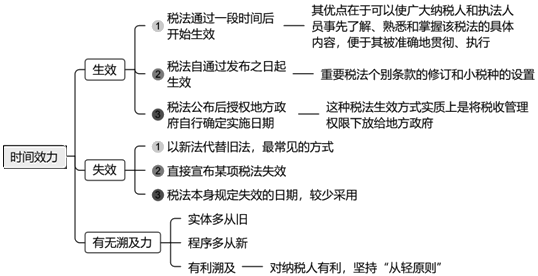 时间效力
生效
① 税法通过一段时间后
开始生效
其优点在于可以使广大纳税人和执法人
员事先了解、熟悉和掌握该税法的具体
内容，便于其被准确地贯彻、执行
② 税法自通过发布之日起
生效
重要税法个别条款的修订和小税种的设置
③ 税法公布后授权地方政
府自行确定实施日期
这种税法生效方式实质上是将税收管理
权限下放给地方政府
失效
① 以新法代替旧法，最常见的方式
② 直接宣布某项税法失效
③ 税法本身规定失效的日期，较少采用
有无溯及力
实体多从旧
程序多从新
有利溯及
对纳税人有利，坚持“从轻原则”